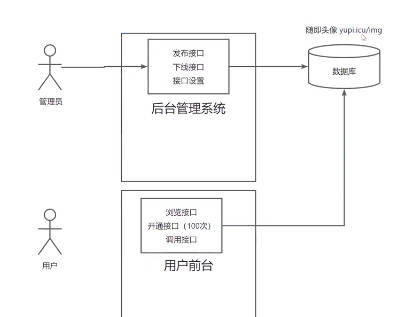 随即头像 yupi.icu/img
发布接口
下线接口
接口设置
数据库
管理员
后台管理系统
浏览接口
开通接口（100次）
调用接口
用户
用户前台